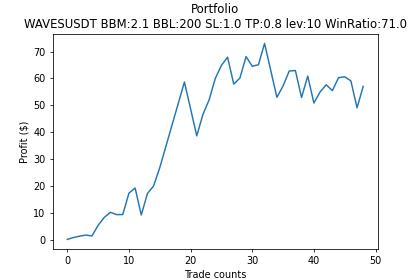 Portfolio
WAVESUSDT BBM:2.1 BBL:200 SL:1.0 TP:0.8 lev:10 WinRatio:71.0
Profit ($)
70
60
50
40
30
20
10
0
0 10 20 30 40 50
Trade counts